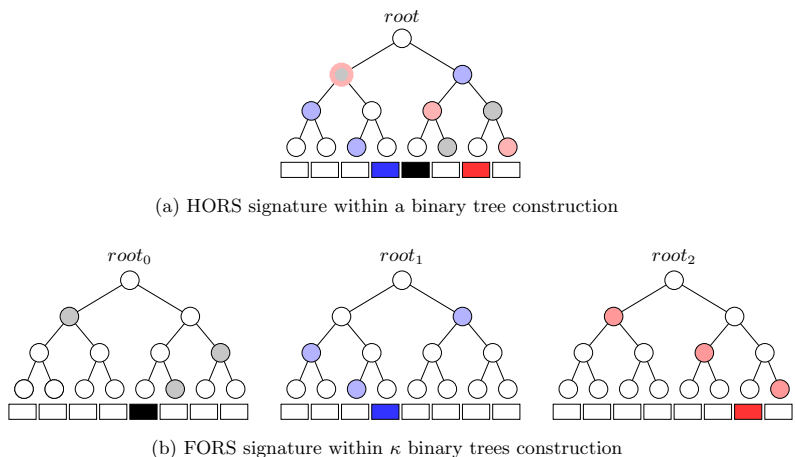 root
(a) HORS signature within a binary tree construction
root₀ root₁ root₂
(b) FORS signature within κ binary trees construction